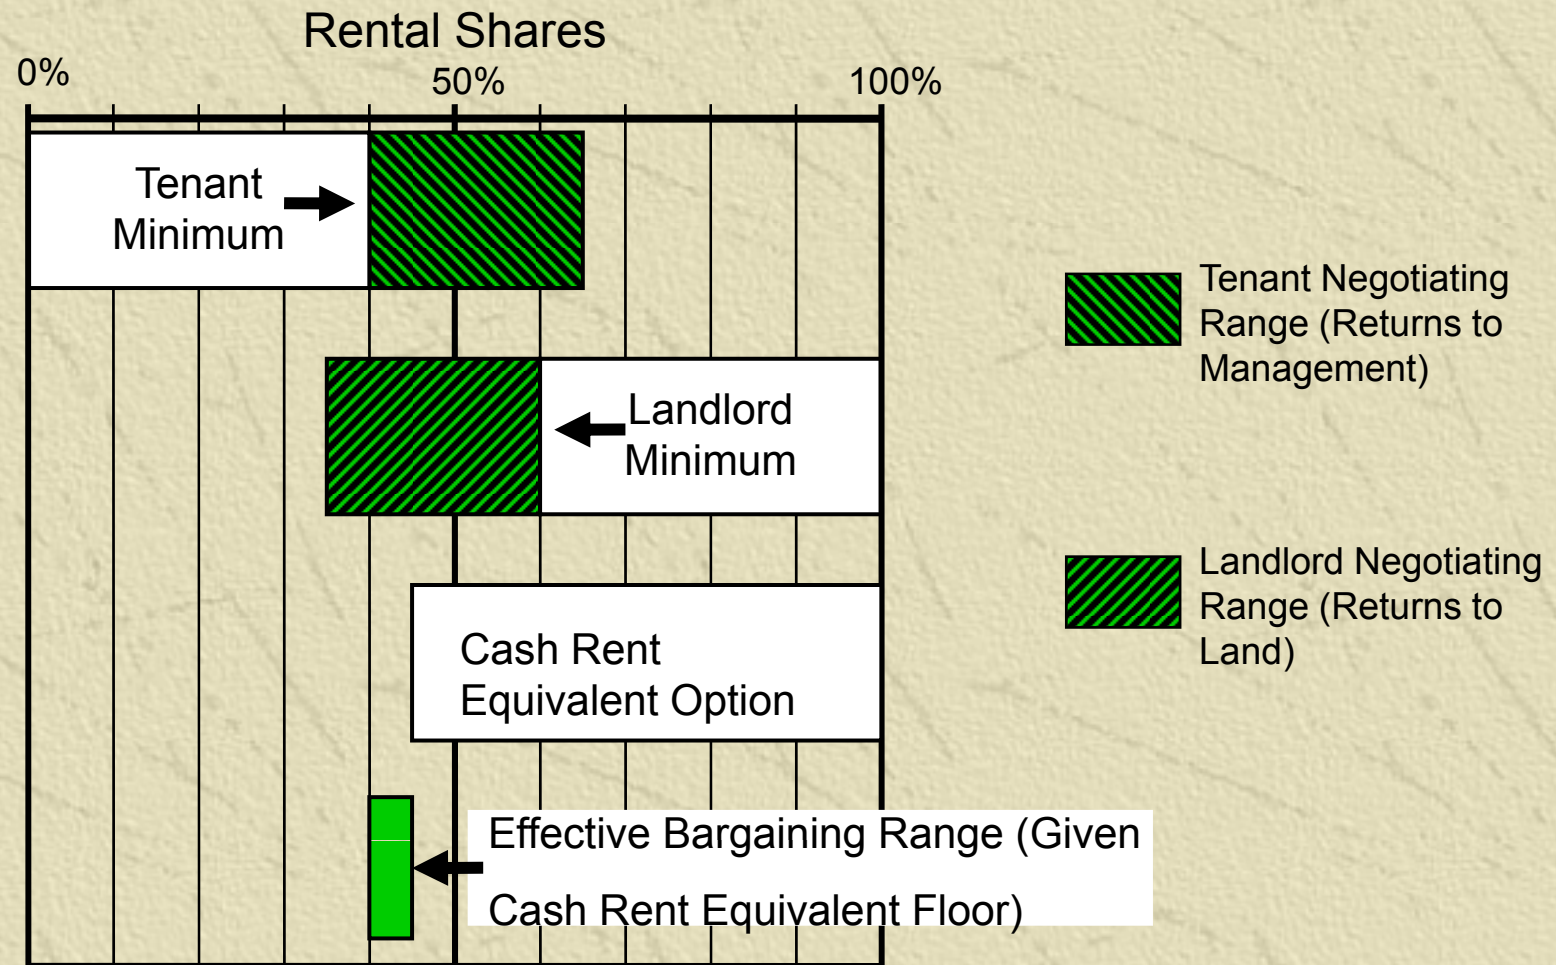 Rental Shares
0%
50%
100%
Tenant
Minimum
Tenant Negotiating
Range (Returns to
Management)
Landlord
Minimum
Landlord Negotiating
Range (Returns to
Land)
Cash Rent
Equivalent Option
Effective Bargaining Range (Given
Cash Rent Equivalent Floor)